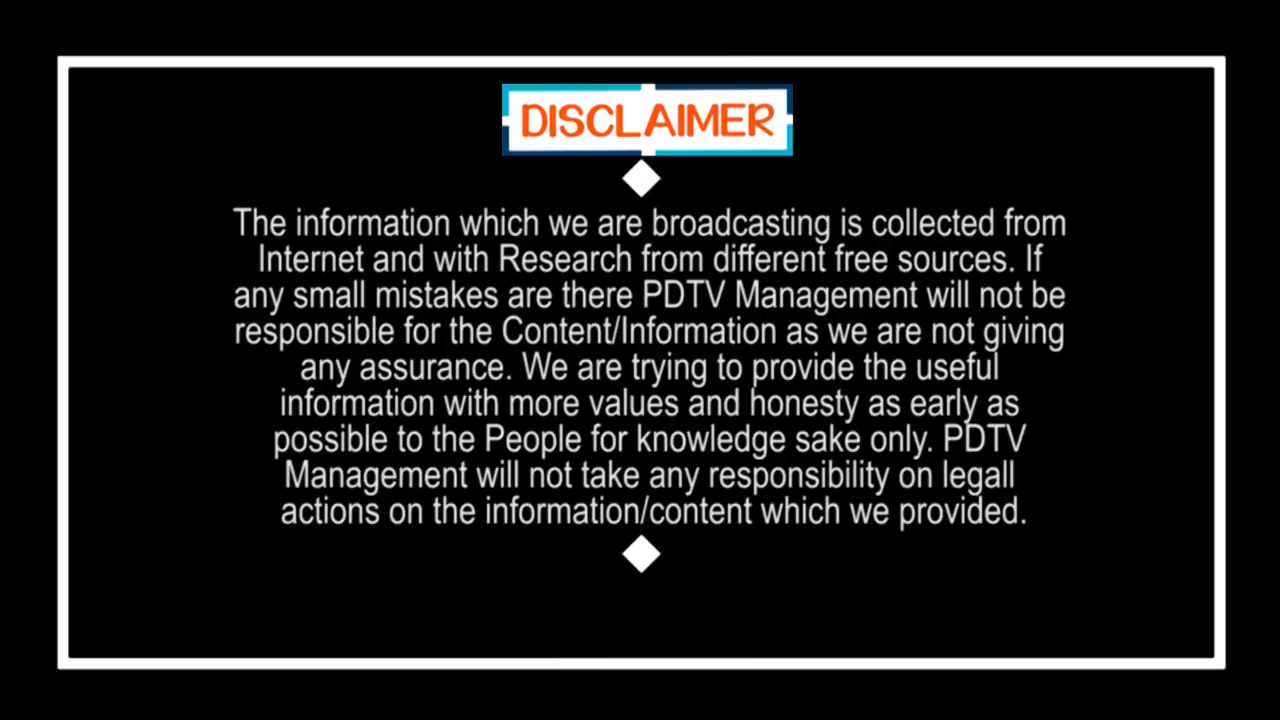 DISCLAIMER
The information which we are broadcasting is collected from
Internet and with Research from different free sources. If
any small mistakes are there PDTV Management will not be
responsible for the Content/Information as we are not giving
any assurance. We are trying to provide the useful
information with more values and honesty as early as
possible to the People for knowledge sake only. PDTV
Management will not take any responsibility on legall
actions on the information/content which we provided.